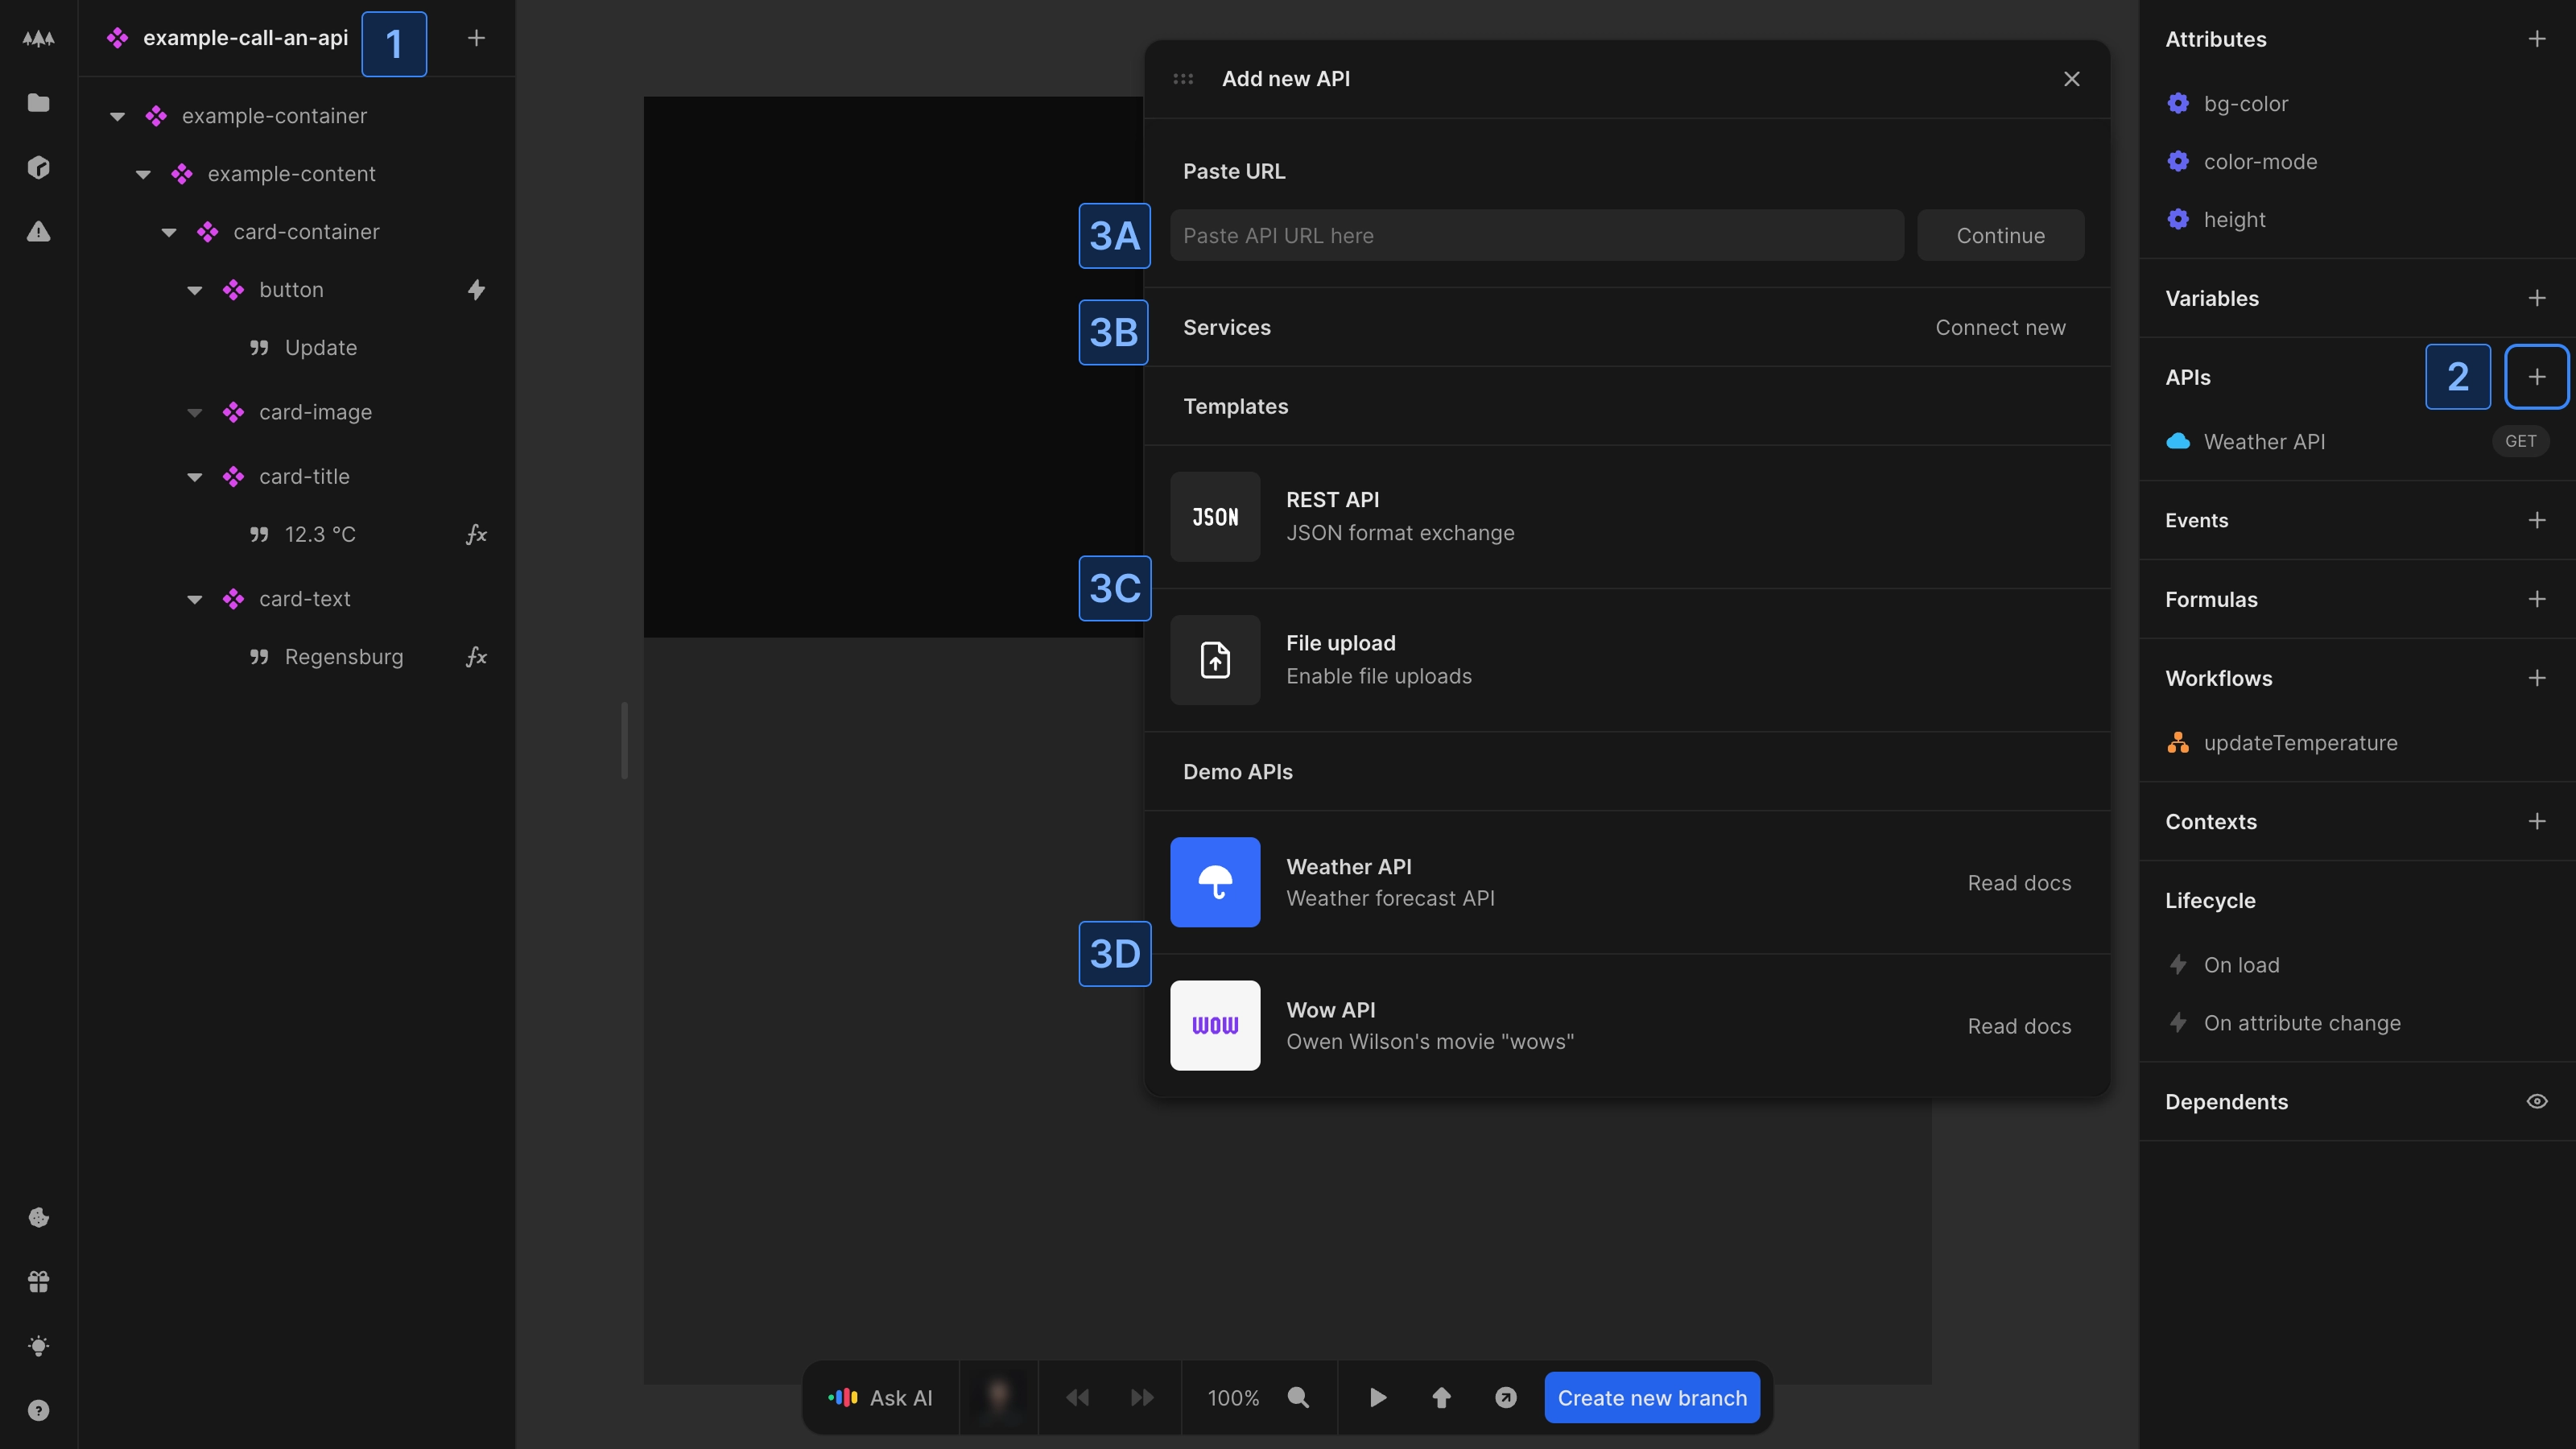 example-call-an-api
1
example-container
example-content
card-container
button
Update
card-image
card-title
12.3 °C
fx
card-text
Regensburg
fx
Add new API
Paste URL
3A
Paste API URL here
Continue
3B
Services
Connect new
Templates
JSON
REST API
JSON format exchange
3C
File upload
Enable file uploads
Demo APIs
Weather API
Weather forecast API
Read docs
3D
WOW
Wow API
Owen Wilson's movie "wows"
Read docs
Ask AI
100%
Create new branch
Attributes
bg-color
color-mode
height
Variables
APIs
2
Weather API
GET
Events
Formulas
Workflows
updateTemperature
Contexts
Lifecycle
On load
On attribute change
Dependents